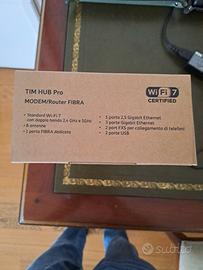 TIM HUB Pro
MODEM/Router FIBRA
Wi Fi 7
CERTIFIED
• Standard Wi-Fi 7
con doppia banda 2.4 GHz e 5GHz
• 8 antenne
• 1 porta FIBRA dedicata
• 1 porta 2,5 Gigabit Ethernet
• 3 porte Gigabit Ethernet
• 2 port FXS per collegamento di telefoni
• 2 porte USB
subito